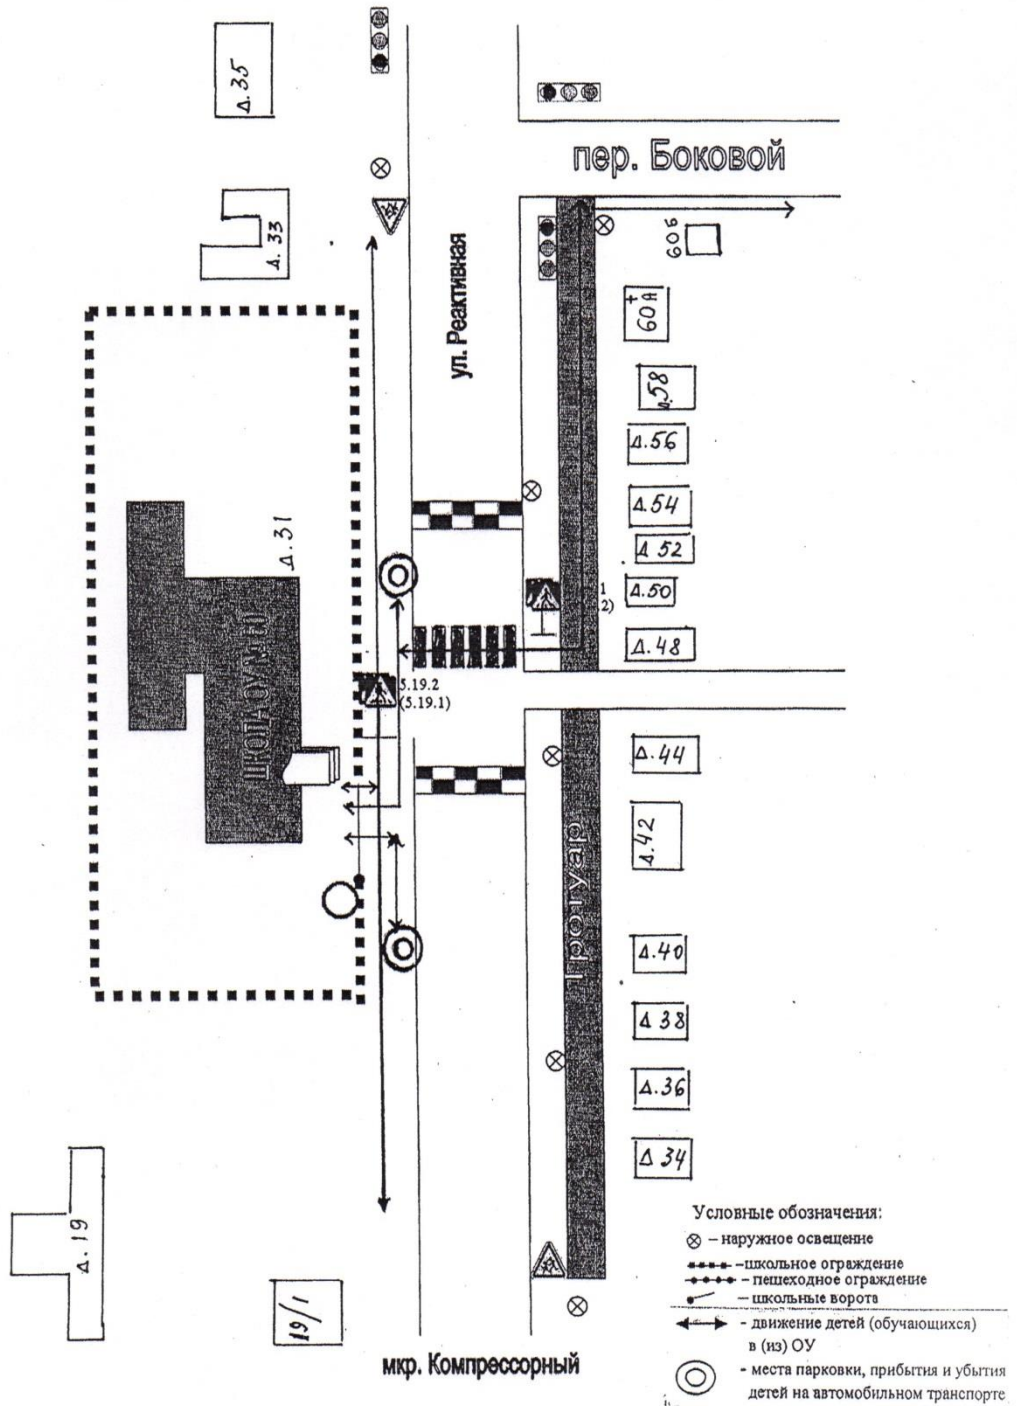 д.35
пер. Боковой
д.33
60Б
60А
ул. Реактивная
д.58
д.56
д.54
д.31
д 52
д.50
1
2)
д.48
5.19.2
(5.19.1)
д.44
д.42
Тротуар
д.40
д 38
д.36
д 34
д.19
19/1
мкр. Компрессорный
Условные обозначения:
– наружное освещение
–школьное ограждение
- пешеходное ограждение
– школьные ворота
- движение детей (обучающихся)
в (из) ОУ
- места парковки, прибытия и убытия
детей на автомобильном транспорте